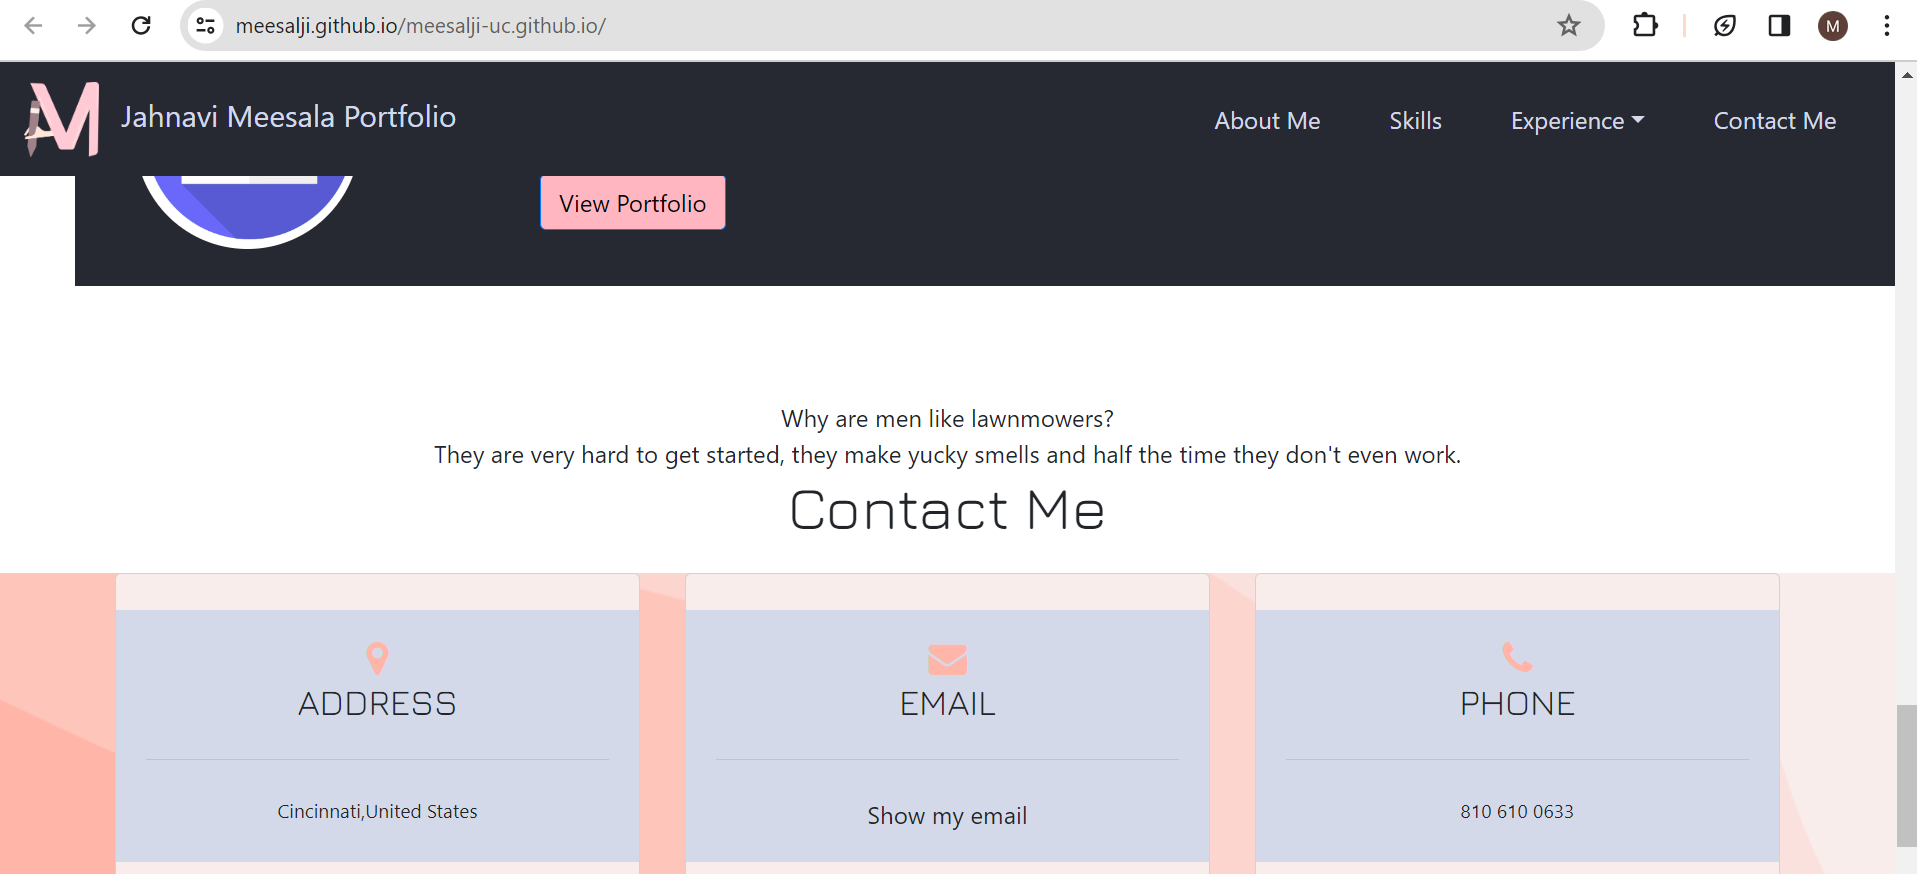 meesalji.github.io/meesalji-uc.github.io/
M
M Jahnavi Meesala Portfolio
About Me Skills Experience Contact Me
View Portfolio
Why are men like lawnmowers?
They are very hard to get started, they make yucky smells and half the time they don't even work.
Contact Me
ADDRESS
Cincinnati,United States
EMAIL
Show my email
PHONE
810 610 0633